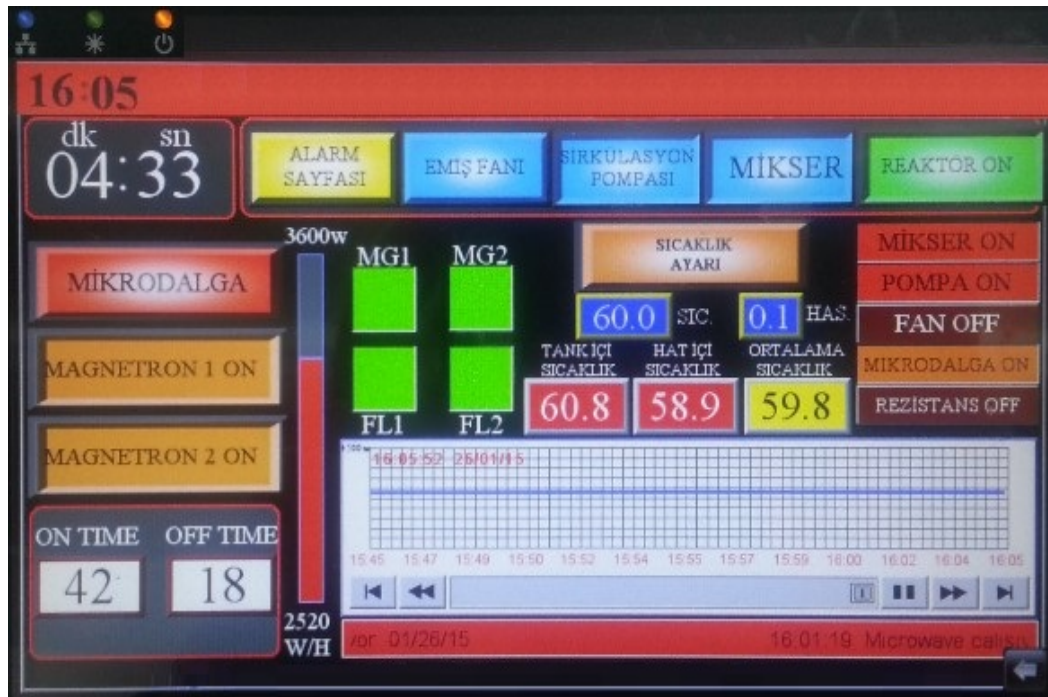 16:05
dk sn
04:33
ALARM
SAYFASI
EMİŞ FANI
SİRKÜLASYON
POMPASI
MİKSER
REAKTOR ON
MİKRODALGA
MAGNETRON 1 ON
MAGNETRON 2 ON
ON TIME OFF TIME
42 18
3600w
2520
W/H
MG1 MG2
FL1 FL2
SICAKLIK
AYARI
60.0 SIC. 0.1 HAS.
TANK İÇİ
SICAKLIK
HAT İÇİ
SICAKLIK
ORTALAMA
SICAKLIK
60.8 58.9 59.8
MİKSER ON
POMPA ON
FAN OFF
MIKRODALGA ON
REZİSTANS OFF
16:05:52 26/01/15
15:45 15:47 15:49 15:50 15:52 15:54 15:55 15:57 15:59 16:00 16:02 16:04 16:05
01/26/15 16:01:19 Microwave